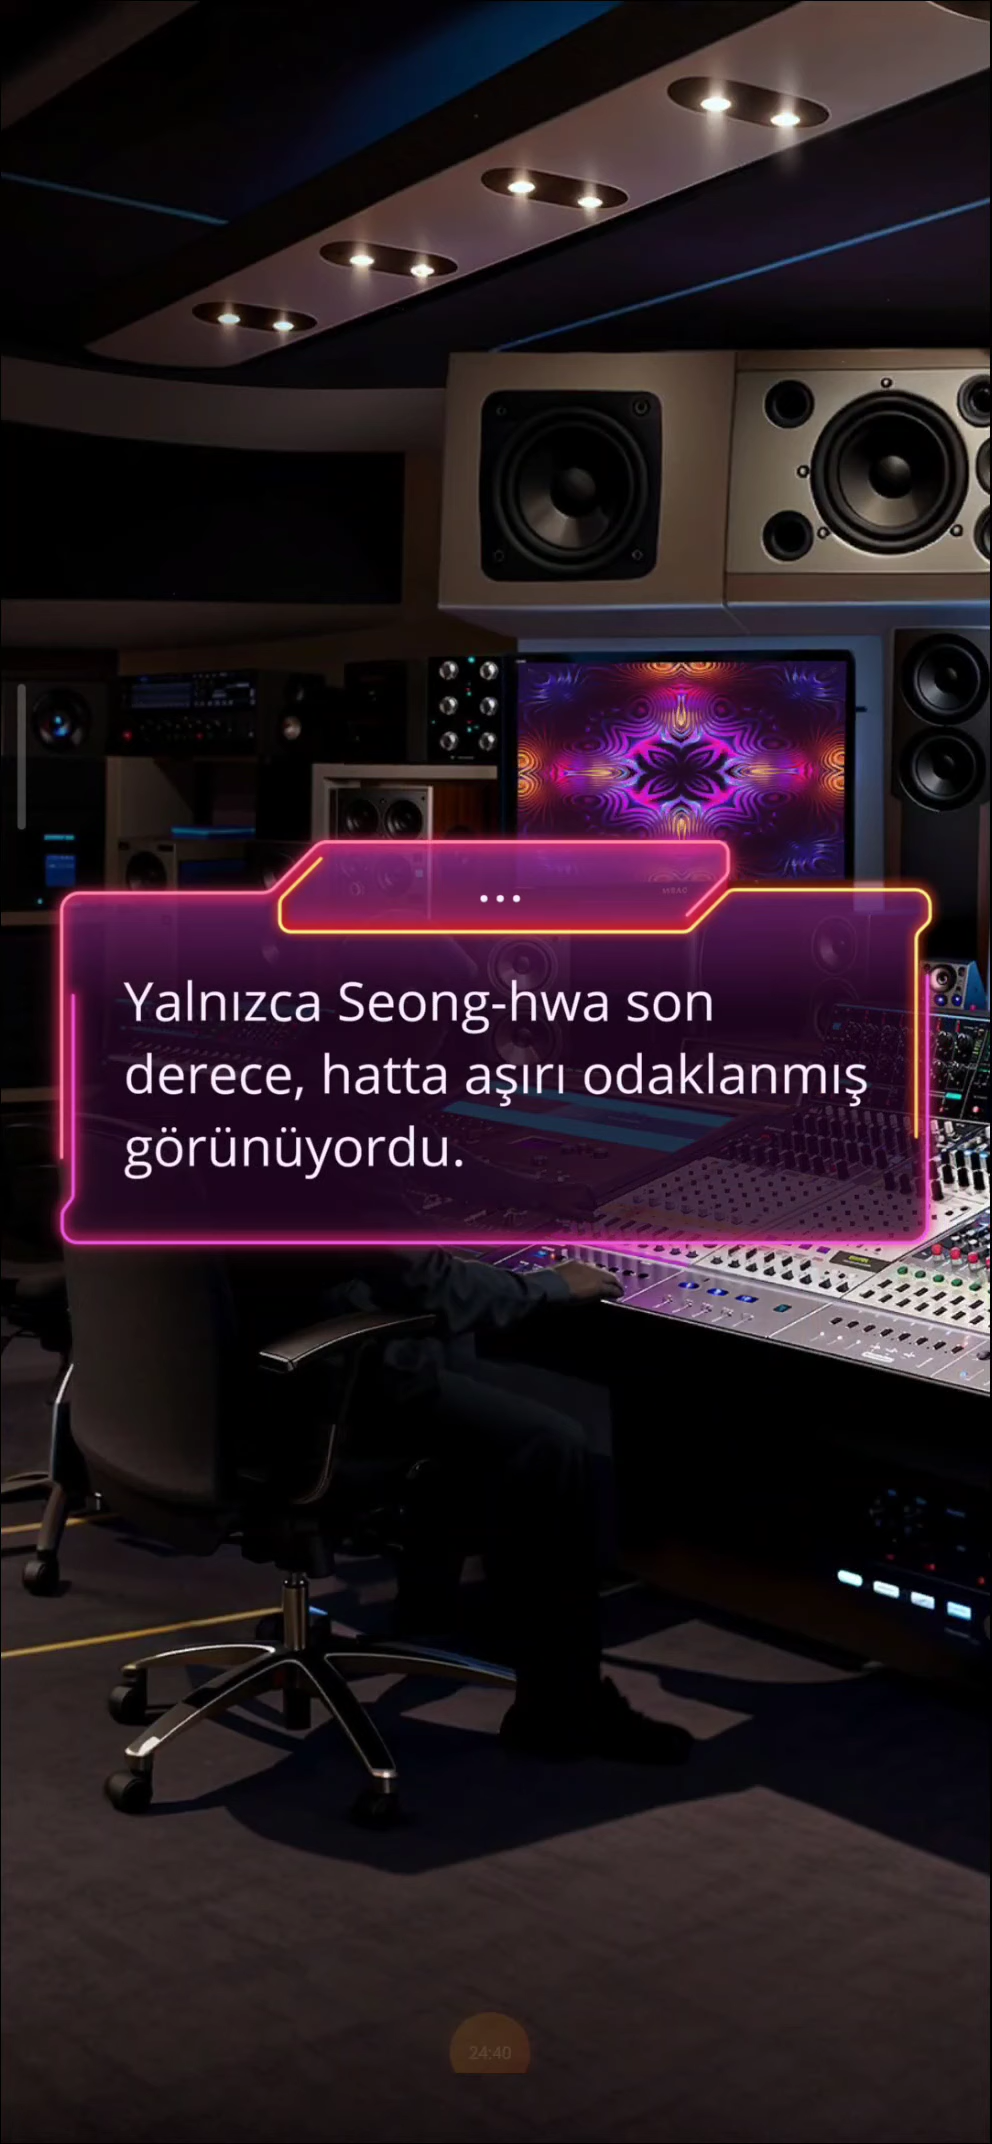 ...
Yalnızca Seong-hwa son
derece, hatta aşırı odaklanmış
görünüyordu.
24:40